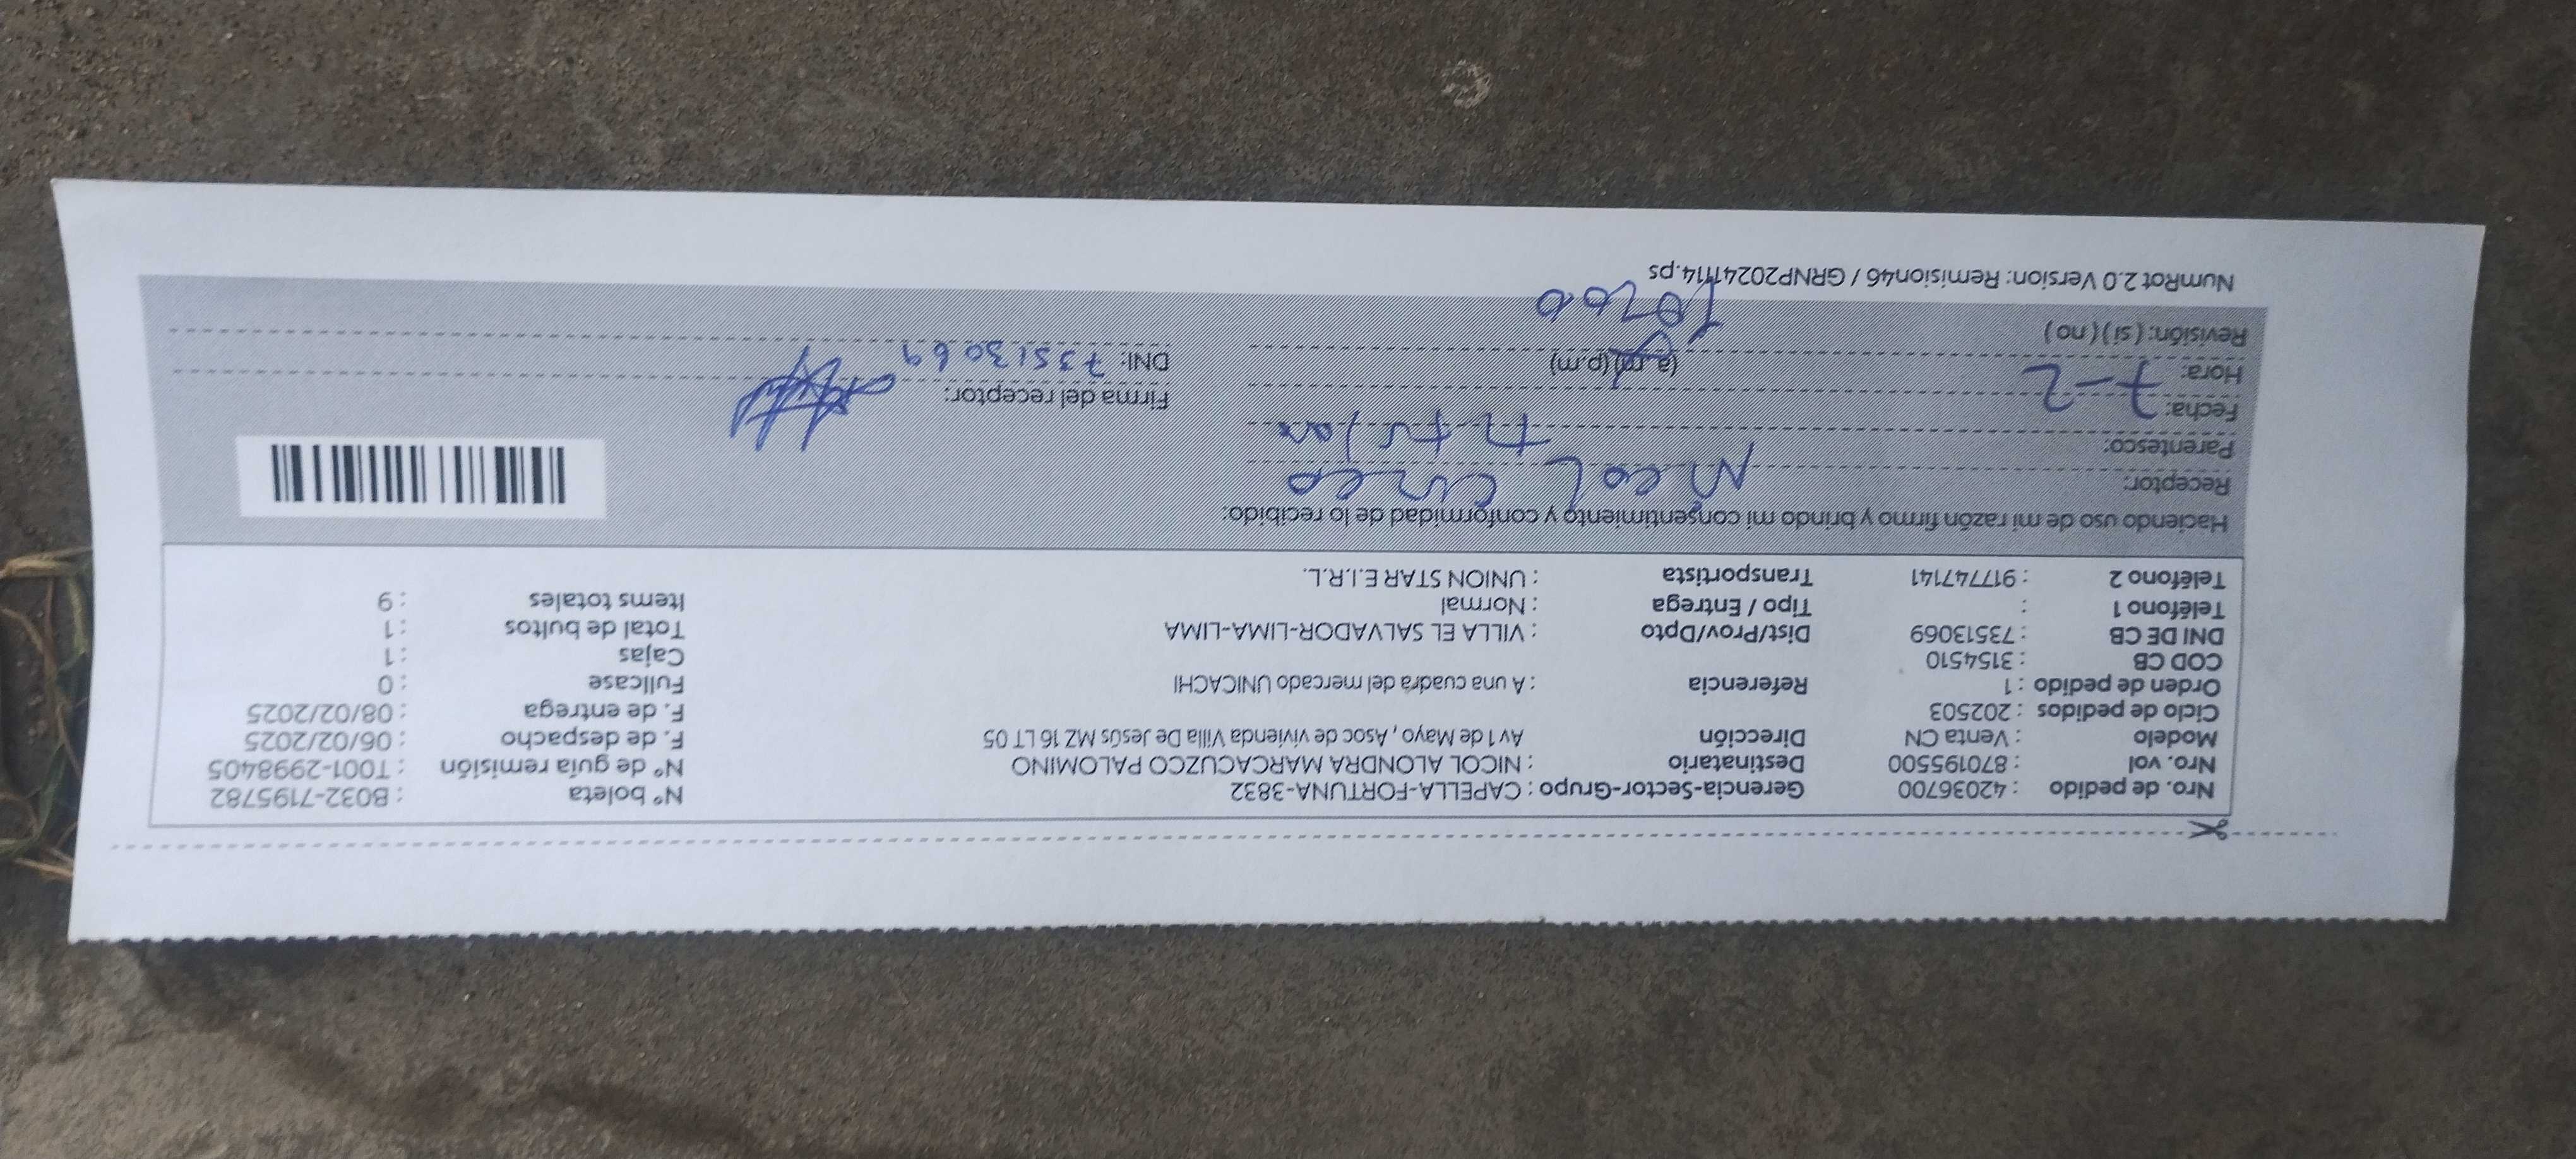 Nro. de pedido : 42036700 Gerencia-Sector-Grupo : CAPELLA-FORTUNA-3832 N° boleta : B032-7195782
Nro. vol : 870195500 Destinatario : NICOL ALONDRA MARCACUZCO PALOMINO N° de guía remisión : T001-2998405
Modelo : Venta CN Dirección Av 1 de Mayo , Asoc de vivienda Villa De Jesús MZ 16 LT 05 F. de despacho : 06/02/2025
Ciclo de pedidos : 202503 F. de entrega : 08/02/2025
Orden de pedido : 1 Referencia : A una cuadra del mercado UNICACHI Fullcase : 0
COD CB : 3154510 Cajas : 1
DNI DE CB : 73513069 Dist/Prov/Dpto : VILLA EL SALVADOR-LIMA-LIMA Total de bultos : 1
Teléfono 1 : Tipo / Entrega : Normal Items totales : 9
Teléfono 2 : 917747141 Transportista : UNION STAR E.I.R.L.
Haciendo uso de mi razón firmo y brindo mi consentimiento y conformidad de lo recibido:
Receptor:
Parentesco:
Fecha: 7-2 Firma del receptor:
Hora: (a.m) (p.m) DNI: 73513069
Revisión: ( si ) ( no )
NumRot 2.0 Version: Remision46 / GRNP20241114.ps